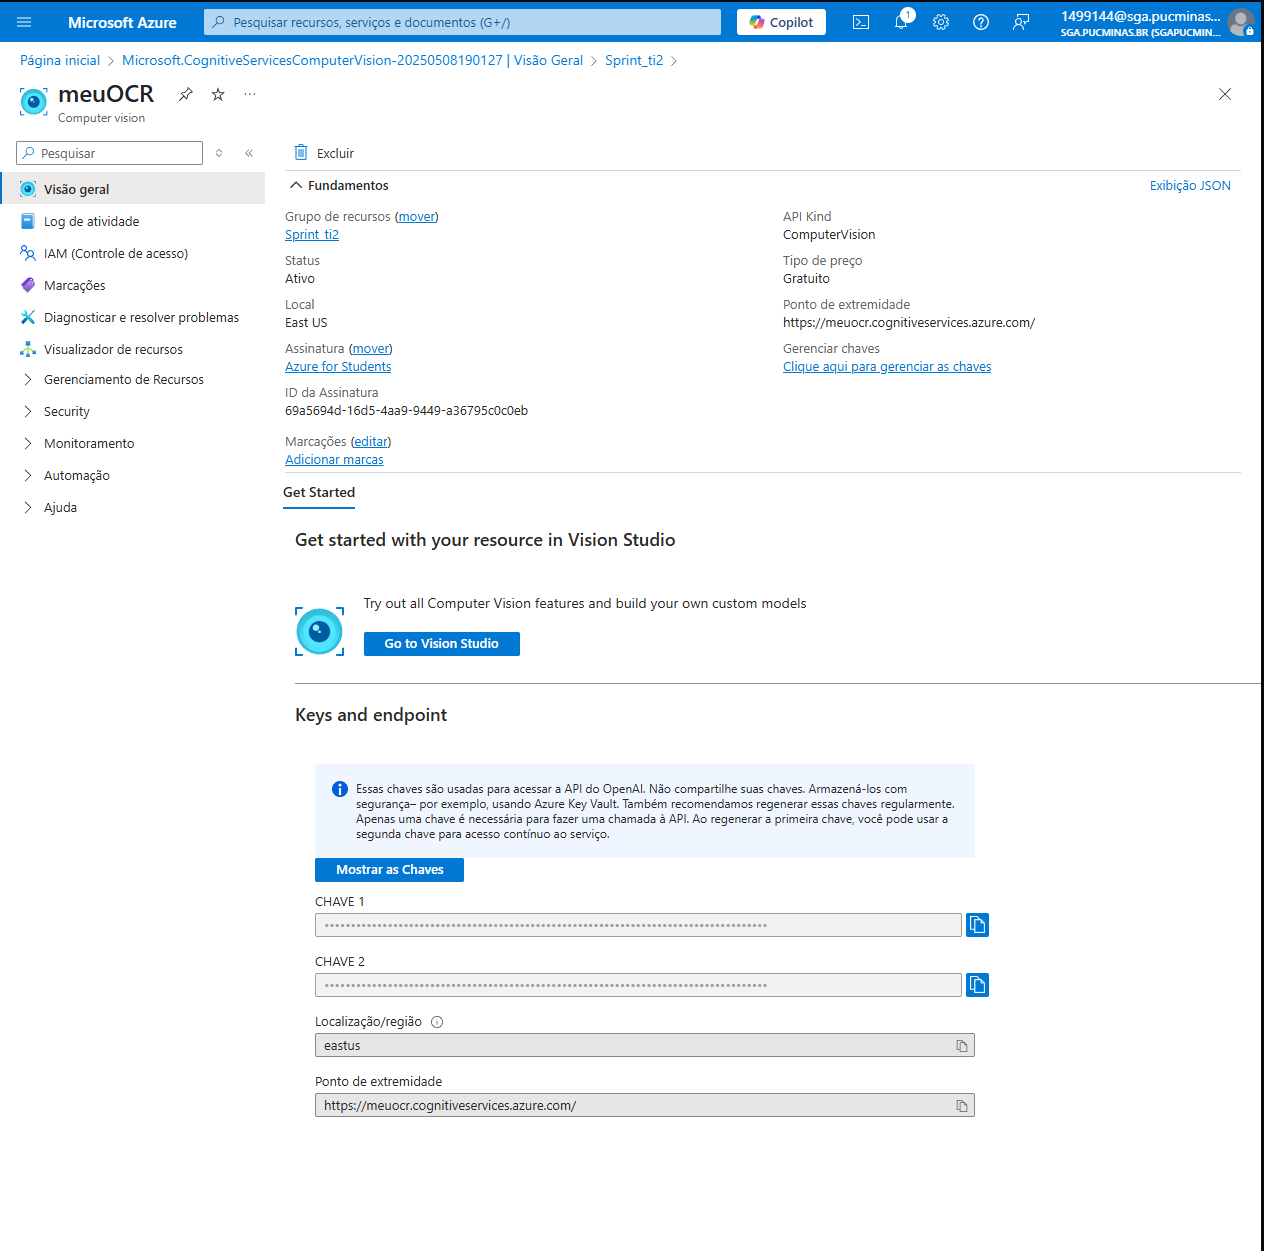 Microsoft Azure
Pesquisar recursos, serviços e documentos (G+/)
Copilot
1
1499144@sga.pucminas...
SGA.PUCMINAS.BR (SGAPUCMIN...
Página inicial > Microsoft.CognitiveServicesComputerVision-20250508190127 | Visão Geral > Sprint_ti2 >
meuOCR
Computer vision
Pesquisar
Visão geral
Log de atividade
IAM (Controle de acesso)
Marcações
Diagnosticar e resolver problemas
Visualizador de recursos
Gerenciamento de Recursos
Security
Monitoramento
Automação
Ajuda
Excluir
Fundamentos
Exibição JSON
Grupo de recursos (mover)
Sprint_ti2
Status
Ativo
Local
East US
Assinatura (mover)
Azure for Students
ID da Assinatura
69a5694d-16d5-4aa9-9449-a36795c0c0eb
Marcações (editar)
Adicionar marcas
API Kind
ComputerVision
Tipo de preço
Gratuito
Ponto de extremidade
https://meuocr.cognitiveservices.azure.com/
Gerenciar chaves
Clique aqui para gerenciar as chaves
Get Started
Get started with your resource in Vision Studio
Try out all Computer Vision features and build your own custom models
Go to Vision Studio
Keys and endpoint
Essas chaves são usadas para acessar a API do OpenAI. Não compartilhe suas chaves. Armazená-los com
segurança– por exemplo, usando Azure Key Vault. Também recomendamos regenerar essas chaves regularmente.
Apenas uma chave é necessária para fazer uma chamada à API. Ao regenerar a primeira chave, você pode usar a
segunda chave para acesso contínuo ao serviço.
Mostrar as Chaves
CHAVE 1
CHAVE 2
Localização/região
eastus
Ponto de extremidade
https://meuocr.cognitiveservices.azure.com/